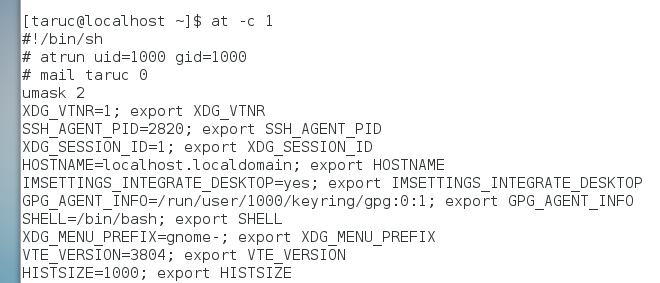 [taruc@localhost ~]$ at -c 1
#!/bin/sh
# atrun uid=1000 gid=1000
# mail taruc 0
umask 2
XDG_VTNR=1; export XDG_VTNR
SSH_AGENT_PID=2820; export SSH_AGENT_PID
XDG_SESSION_ID=1; export XDG_SESSION_ID
HOSTNAME=localhost.localdomain; export HOSTNAME
IMSETTINGS_INTEGRATE_DESKTOP=yes; export IMSETTINGS_INTEGRATE_DESKTOP
GPG_AGENT_INFO=/run/user/1000/keyring/gpg:0:1; export GPG_AGENT_INFO
SHELL=/bin/bash; export SHELL
XDG_MENU_PREFIX=gnome-; export XDG_MENU_PREFIX
VTE_VERSION=3804; export VTE_VERSION
HISTSIZE=1000; export HISTSIZE